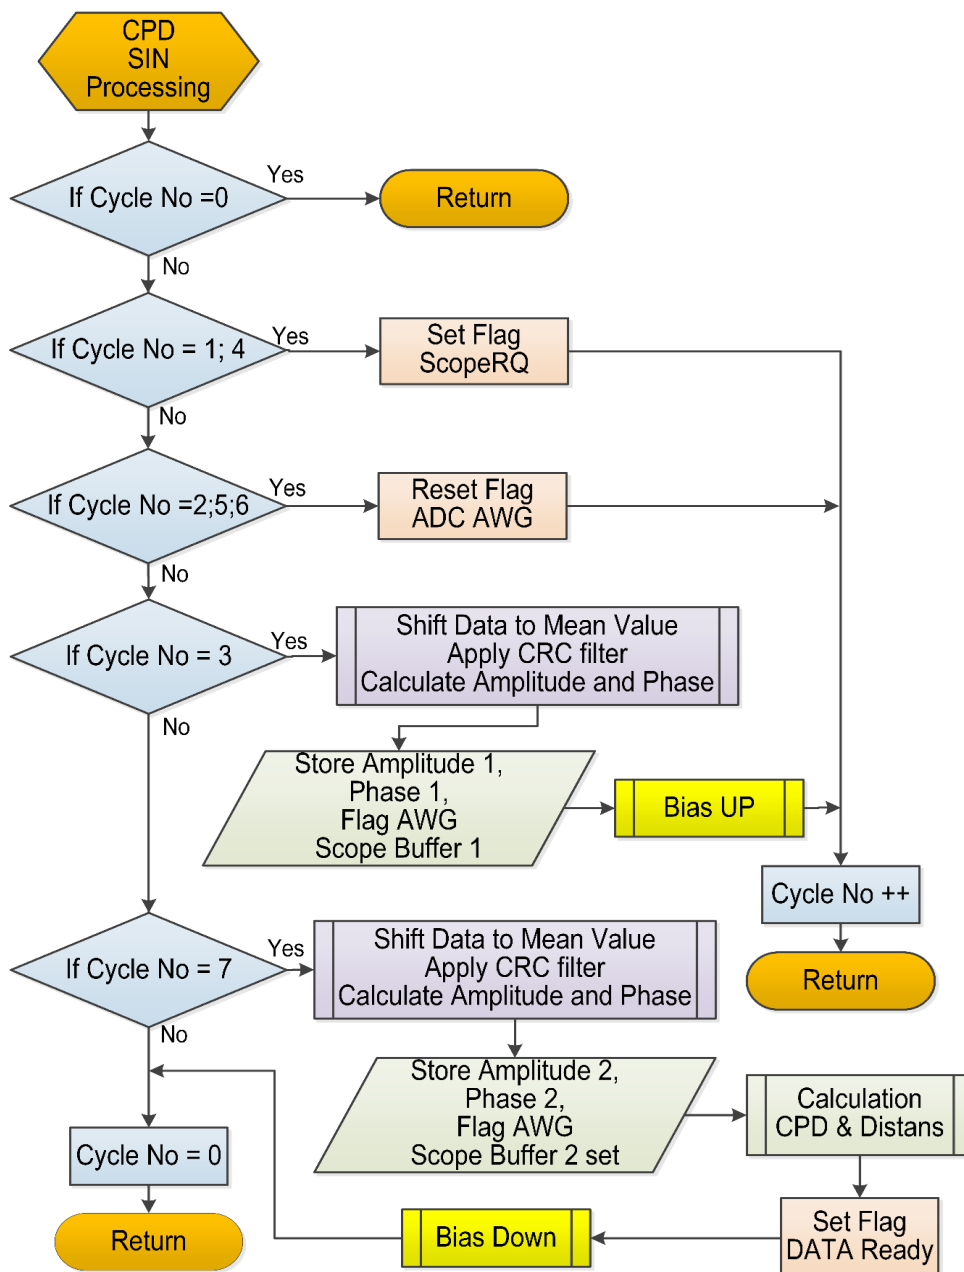 CPD
SIN
Processing
If Cycle No =0
Yes
Return
No
If Cycle No = 1; 4
Yes
Set Flag
ScopeRQ
No
If Cycle No =2;5;6
Yes
Reset Flag
ADC AWG
No
If Cycle No = 3
Yes
Shift Data to Mean Value
Apply CRC filter
Calculate Amplitude and Phase
No
Store Amplitude 1,
Phase 1,
Flag AWG
Scope Buffer 1
Bias UP
Cycle No ++
Return
If Cycle No = 7
Yes
Shift Data to Mean Value
Apply CRC filter
Calculate Amplitude and Phase
No
Store Amplitude 2,
Phase 2,
Flag AWG
Scope Buffer 2 set
Calculation
CPD & Distans
Set Flag
DATA Ready
Bias Down
Cycle No = 0
Return